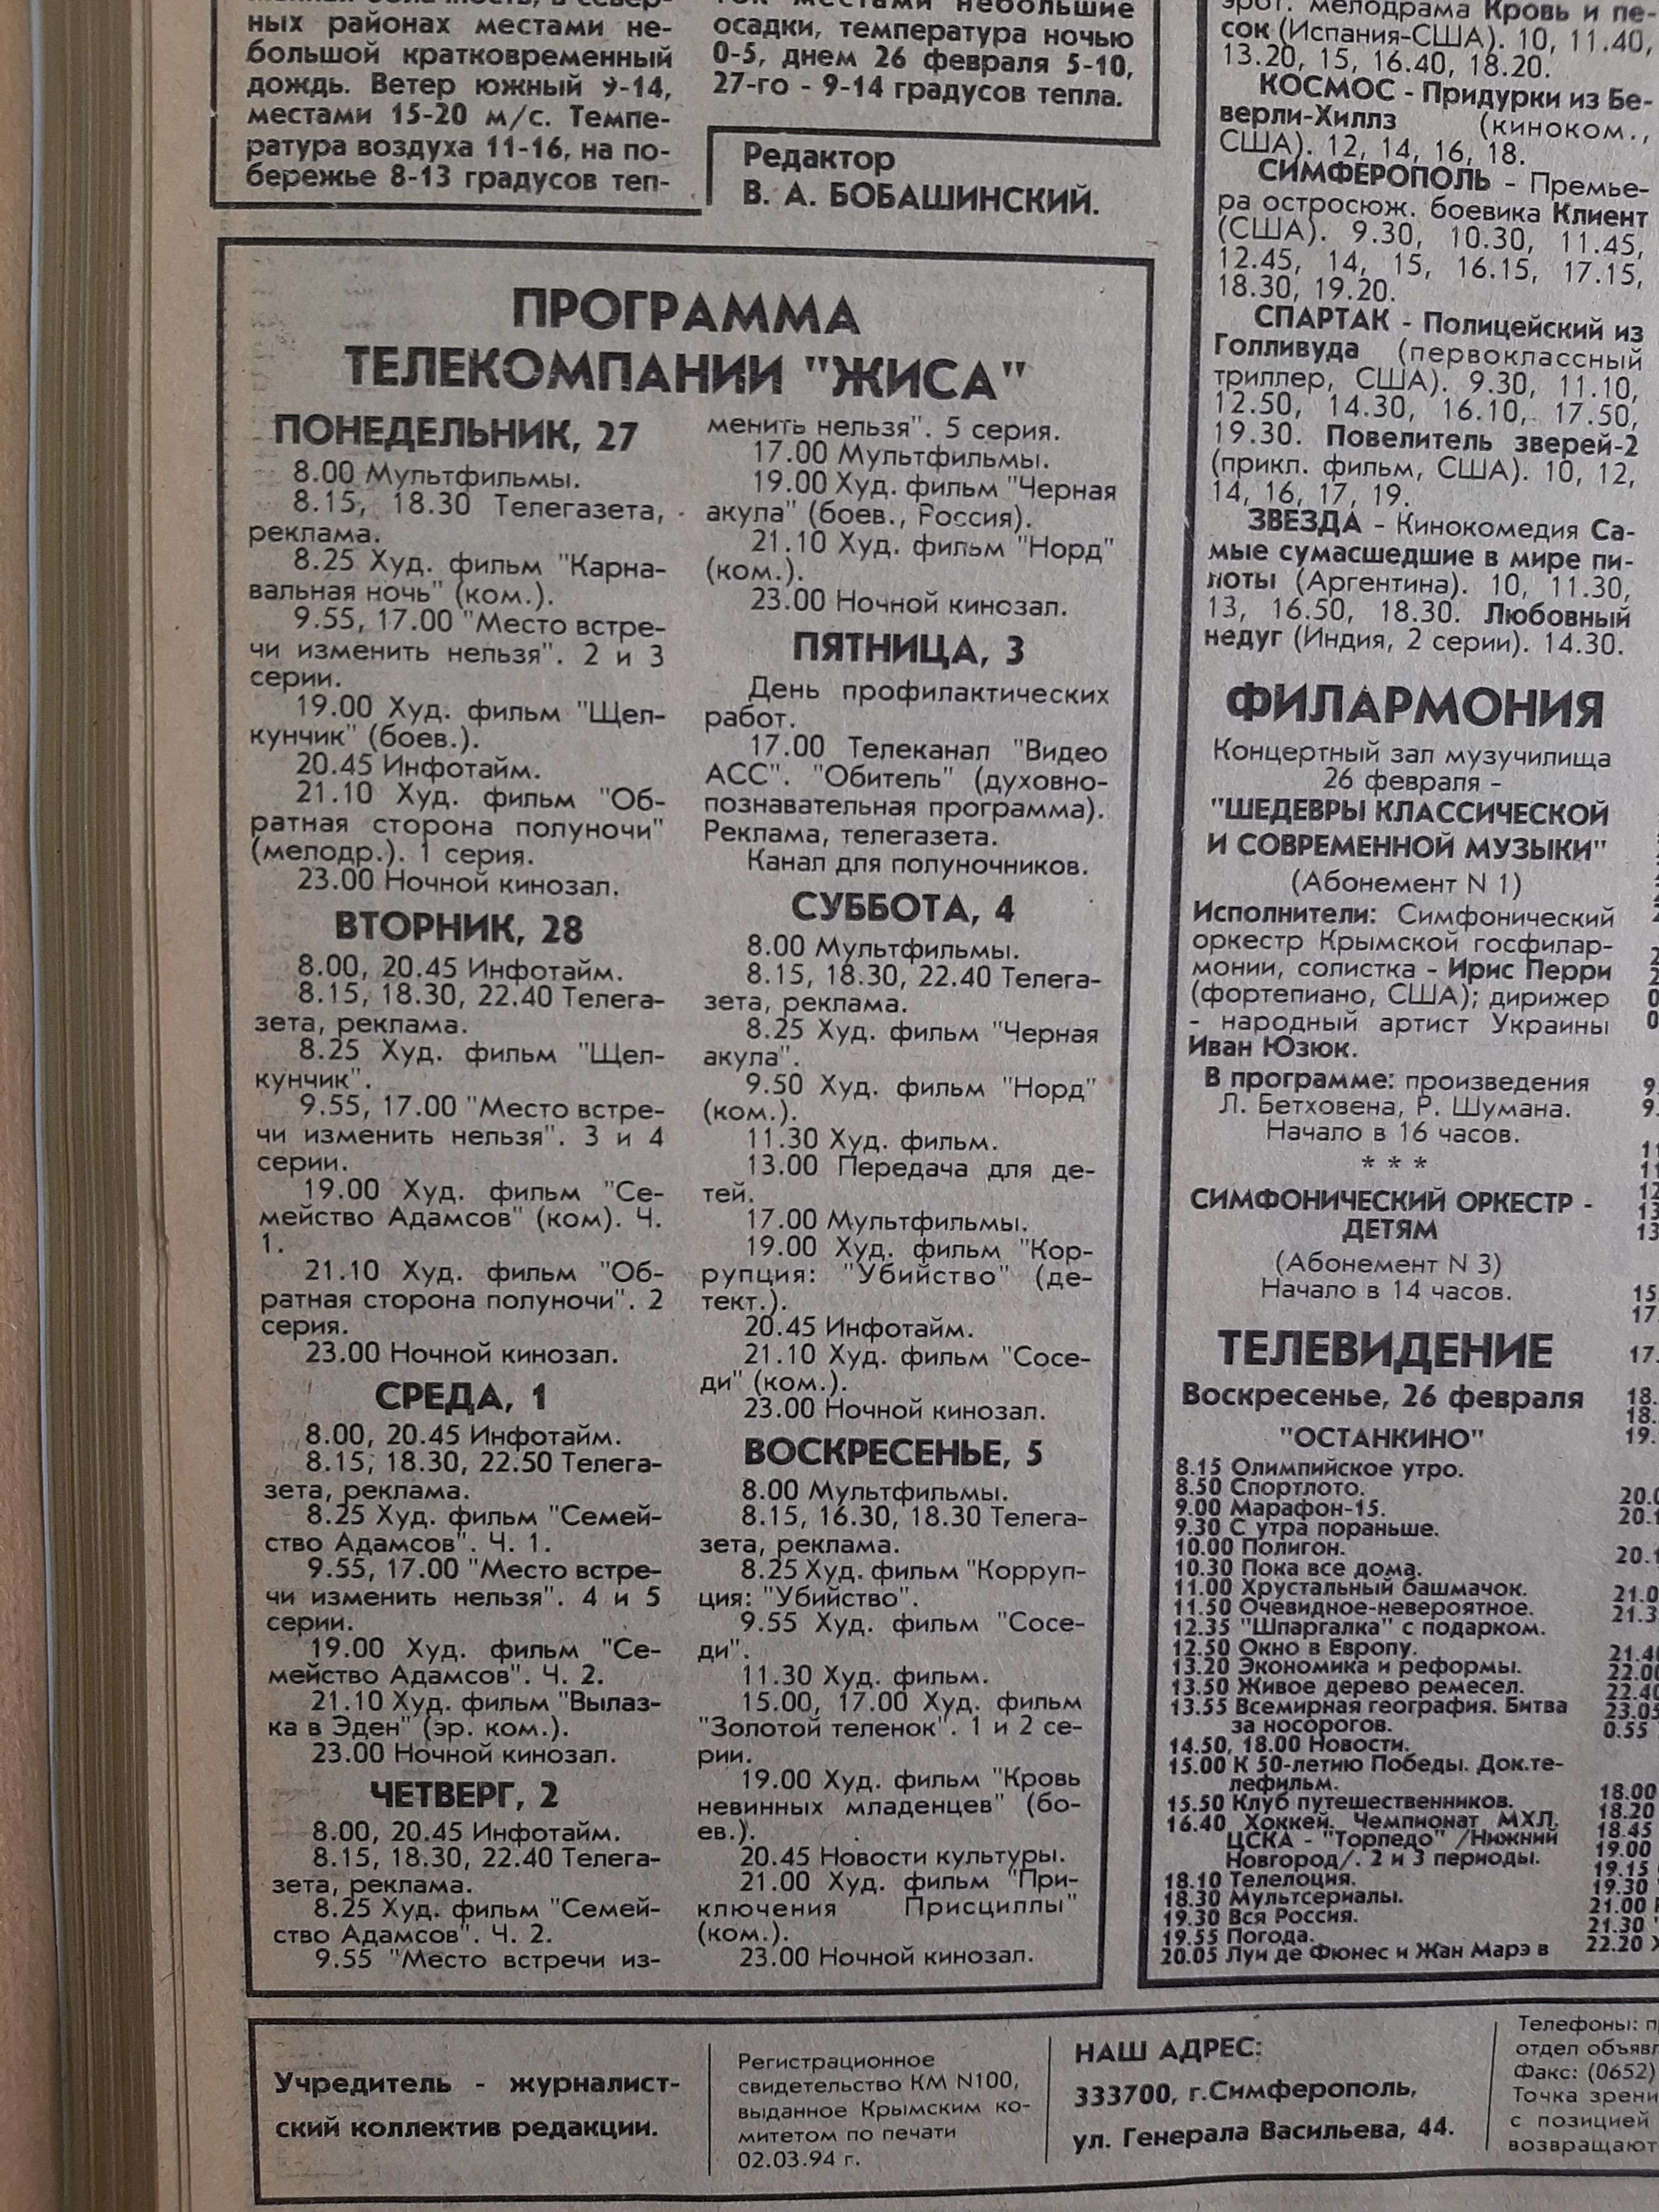 ных районах местами не-
большой кратковременный
дождь. Ветер южный 9-14,
местами 15-20 м/с. Темпе-
ратура воздуха 11-16, на по-
бережье 8-13 градусов теп-
ток местами небольшие
осадки, температура ночью
0-5, днем 26 февраля 5-10,
27-го - 9-14 градусов тепла.
Редактор
В. А. БОБАШИНСКИЙ.
ПРОГРАММА
ТЕЛЕКОМПАНИИ "ЖИСА"
ПОНЕДЕЛЬНИК, 27
8.00 Мультфильмы.
8.15, 18.30 Телегазета,
реклама.
8.25 Худ. фильм "Карна-
вальная ночь" (ком.).
9.55, 17.00 "Место встре-
чи изменить нельзя". 2 и 3
серии.
19.00 Худ. фильм "Щел-
кунчик" (боев.).
20.45 Инфотайм.
21.10 Худ. фильм "Об-
ратная сторона полуночи"
(мелодр.). 1 серия.
23.00 Ночной кинозал.
ВТОРНИК, 28
8.00, 20.45 Инфотайм.
8.15, 18.30, 22.40 Телега-
зета, реклама.
8.25 Худ. фильм "Щел-
кунчик".
9.55, 17.00 "Место встре-
чи изменить нельзя". 3 и 4
серии.
19.00 Худ. фильм "Се-
мейство Адамсов" (ком). Ч.
1.
21.10 Худ. фильм "Об-
ратная сторона полуночи". 2
серия.
23.00 Ночной кинозал.
СРЕДА, 1
8.00, 20.45 Инфотайм.
8.15, 18.30, 22.50 Телега-
зета, реклама.
8.25 Худ. фильм "Семей-
ство Адамсов". Ч. 1.
9.55, 17.00 "Место встре-
чи изменить нельзя". 4 и 5
серии.
19.00 Худ. фильм "Се-
мейство Адамсов". Ч. 2.
21.10 Худ. фильм "Вылаз-
ка в Эден" (эр. ком.).
23.00 Ночной кинозал.
ЧЕТВЕРГ, 2
8.00, 20.45 Инфотайм.
8.15, 18.30, 22.40 Телега-
зета, реклама.
8.25 Худ. фильм "Семей-
ство Адамсов". Ч. 2.
9.55 "Место встречи из-
менить нельзя". 5 серия.
17.00 Мультфильмы.
19.00 Худ. фильм "Черная
акула" (боев., Россия).
21.10 Худ. фильм "Норд"
(ком.).
23.00 Ночной кинозал.
ПЯТНИЦА, 3
День профилактических
работ.
17.00 Телеканал "Видео
АСС". "Обитель" (духовно-
познавательная программа).
Реклама, телегазета.
Канал для полуночников.
СУББОТА, 4
8.00 Мультфильмы.
8.15, 18.30, 22.40 Телега-
зета, реклама.
8.25 Худ. фильм "Черная
акула".
9.50 Худ. фильм "Норд"
(ком.).
11.30 Худ. фильм.
13.00 Передача для де-
тей.
17.00 Мультфильмы.
19.00 Худ. фильм "Кор-
рупция: "Убийство" (де-
тект.).
20.45 Инфотайм.
21.10 Худ. фильм "Сосе-
ди" (ком.).
23.00 Ночной кинозал.
ВОСКРЕСЕНЬЕ, 5
8.00 Мультфильмы.
8.15, 16.30, 18.30 Телега-
зета, реклама.
8.25 Худ. фильм "Корруп-
ция: "Убийство".
9.55 Худ. фильм "Сосе-
ди".
11.30 Худ. фильм.
15.00, 17.00 Худ. фильм
"Золотой теленок". 1 и 2 се-
рии.
19.00 Худ. фильм "Кровь
невинных младенцев" (бо-
ев.).
20.45 Новости культуры.
21.00 Худ. фильм "При-
ключения Присциллы"
(ком.).
23.00 Ночной кинозал.
эрот. мелодрама Кровь и пе-
сок (Испания-США). 10, 11.40,
13.20, 15, 16.40, 18.20.
КОСМОС - Придурки из Бе-
верли-Хиллз (киноком.,
США). 12, 14, 16, 18.
СИМФЕРОПОЛЬ - Премье-
ра остросюж. боевика Клиент
(США). 9.30, 10.30, 11.45,
12.45, 14, 15, 16.15, 17.15,
18.30, 19.20.
СПАРТАК - Полицейский из
Голливуда (первоклассный
триллер, США). 9.30, 11.10,
12.50, 14.30, 16.10, 17.50,
19.30. Повелитель зверей-2
(прикл. фильм, США). 10, 12,
14, 16, 17, 19.
ЗВЕЗДА - Кинокомедия Са-
мые сумасшедшие в мире пи-
лоты (Аргентина). 10, 11.30,
13, 16.50, 18.30. Любовный
недуг (Индия, 2 серии). 14.30.
ФИЛАРМОНИЯ
Концертный зал музучилища
26 февраля -
"ШЕДЕВРЫ КЛАССИЧЕСКОЙ
И СОВРЕМЕННОЙ МУЗЫКИ"
(Абонемент N 1)
Исполнители: Симфонический
оркестр Крымской госфилар-
монии, солистка - Ирис Перри
(фортепиано, США); дирижер
- народный артист Украины
Иван Юзюк.
В программе: произведения
Л. Бетховена, Р. Шумана.
Начало в 16 часов.
* * *
СИМФОНИЧЕСКИЙ ОРКЕСТР -
ДЕТЯМ
(Абонемент N 3)
Начало в 14 часов.
ТЕЛЕВИДЕНИЕ
Воскресенье, 26 февраля
"ОСТАНКИНО"
8.15 Олимпийское утро.
8.50 Спортлото.
9.00 Марафон-15.
9.30 С утра пораньше.
10.00 Полигон.
10.30 Пока все дома.
11.00 Хрустальный башмачок.
11.50 Очевидное-невероятное.
12.35 "Шпаргалка" с подарком.
12.50 Окно в Европу.
13.20 Экономика и реформы.
13.50 Живое дерево ремесел.
13.55 Всемирная география. Битва
за носорогов.
14.50, 18.00 Новости.
15.00 К 50-летию Победы. Док.те-
лефильм.
15.50 Клуб путешественников.
16.40 Хоккей. Чемпионат МХЛ.
ЦСКА - "Торпедо" /Нижний
Новгород/. 2 и 3 периоды.
18.10 Телелоция.
18.30 Мультсериалы.
19.30 Вся Россия.
19.55 Погода.
20.05 Луи де Фюнес и Жан Марэ в
18.00
18.20
18.45
19.00
19.15
19.30
21.00
21.30
22.20
Учредитель - журналист-
ский коллектив редакции.
Регистрационное
свидетельство КМ N100,
выданное Крымским ко-
митетом по печати
02.03.94 г.
НАШ АДРЕС:
333700, г.Симферополь,
ул. Генерала Васильева, 44.
Телефоны:
отдел
Факс: (0652)
Точка
с позицией